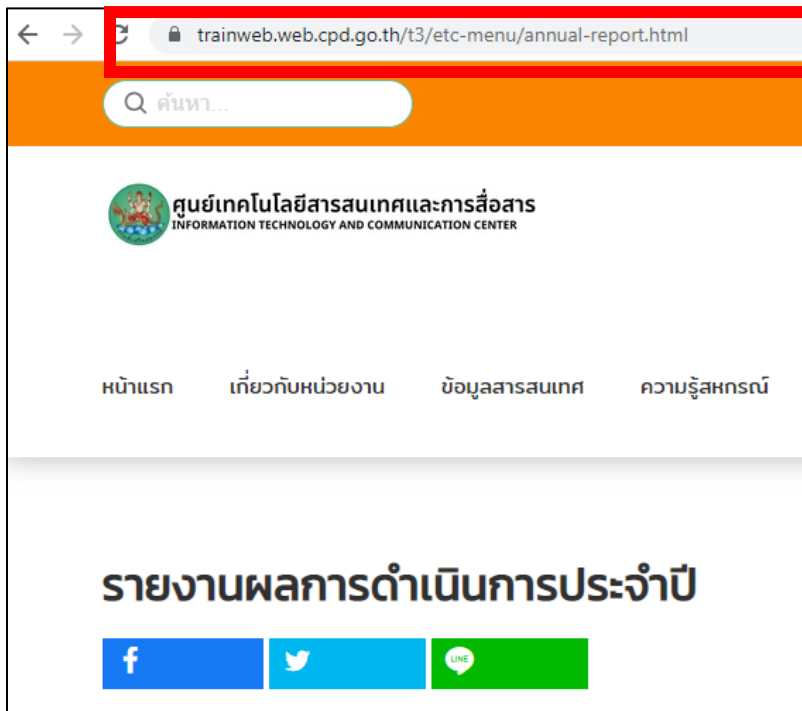 trainweb.web.cpd.go.th/t3/etc-menu/annual-report.html
ค้นหา...
ศูนย์เทคโนโลยีสารสนเทศและการสื่อสาร
INFORMATION TECHNOLOGY AND COMMUNICATION CENTER
หน้าแรก เกี่ยวกับหน่วยงาน ข้อมูลสารสนเทศ ความรู้สหกรณ์
รายงานผลการดำเนินการประจำปี
LINE